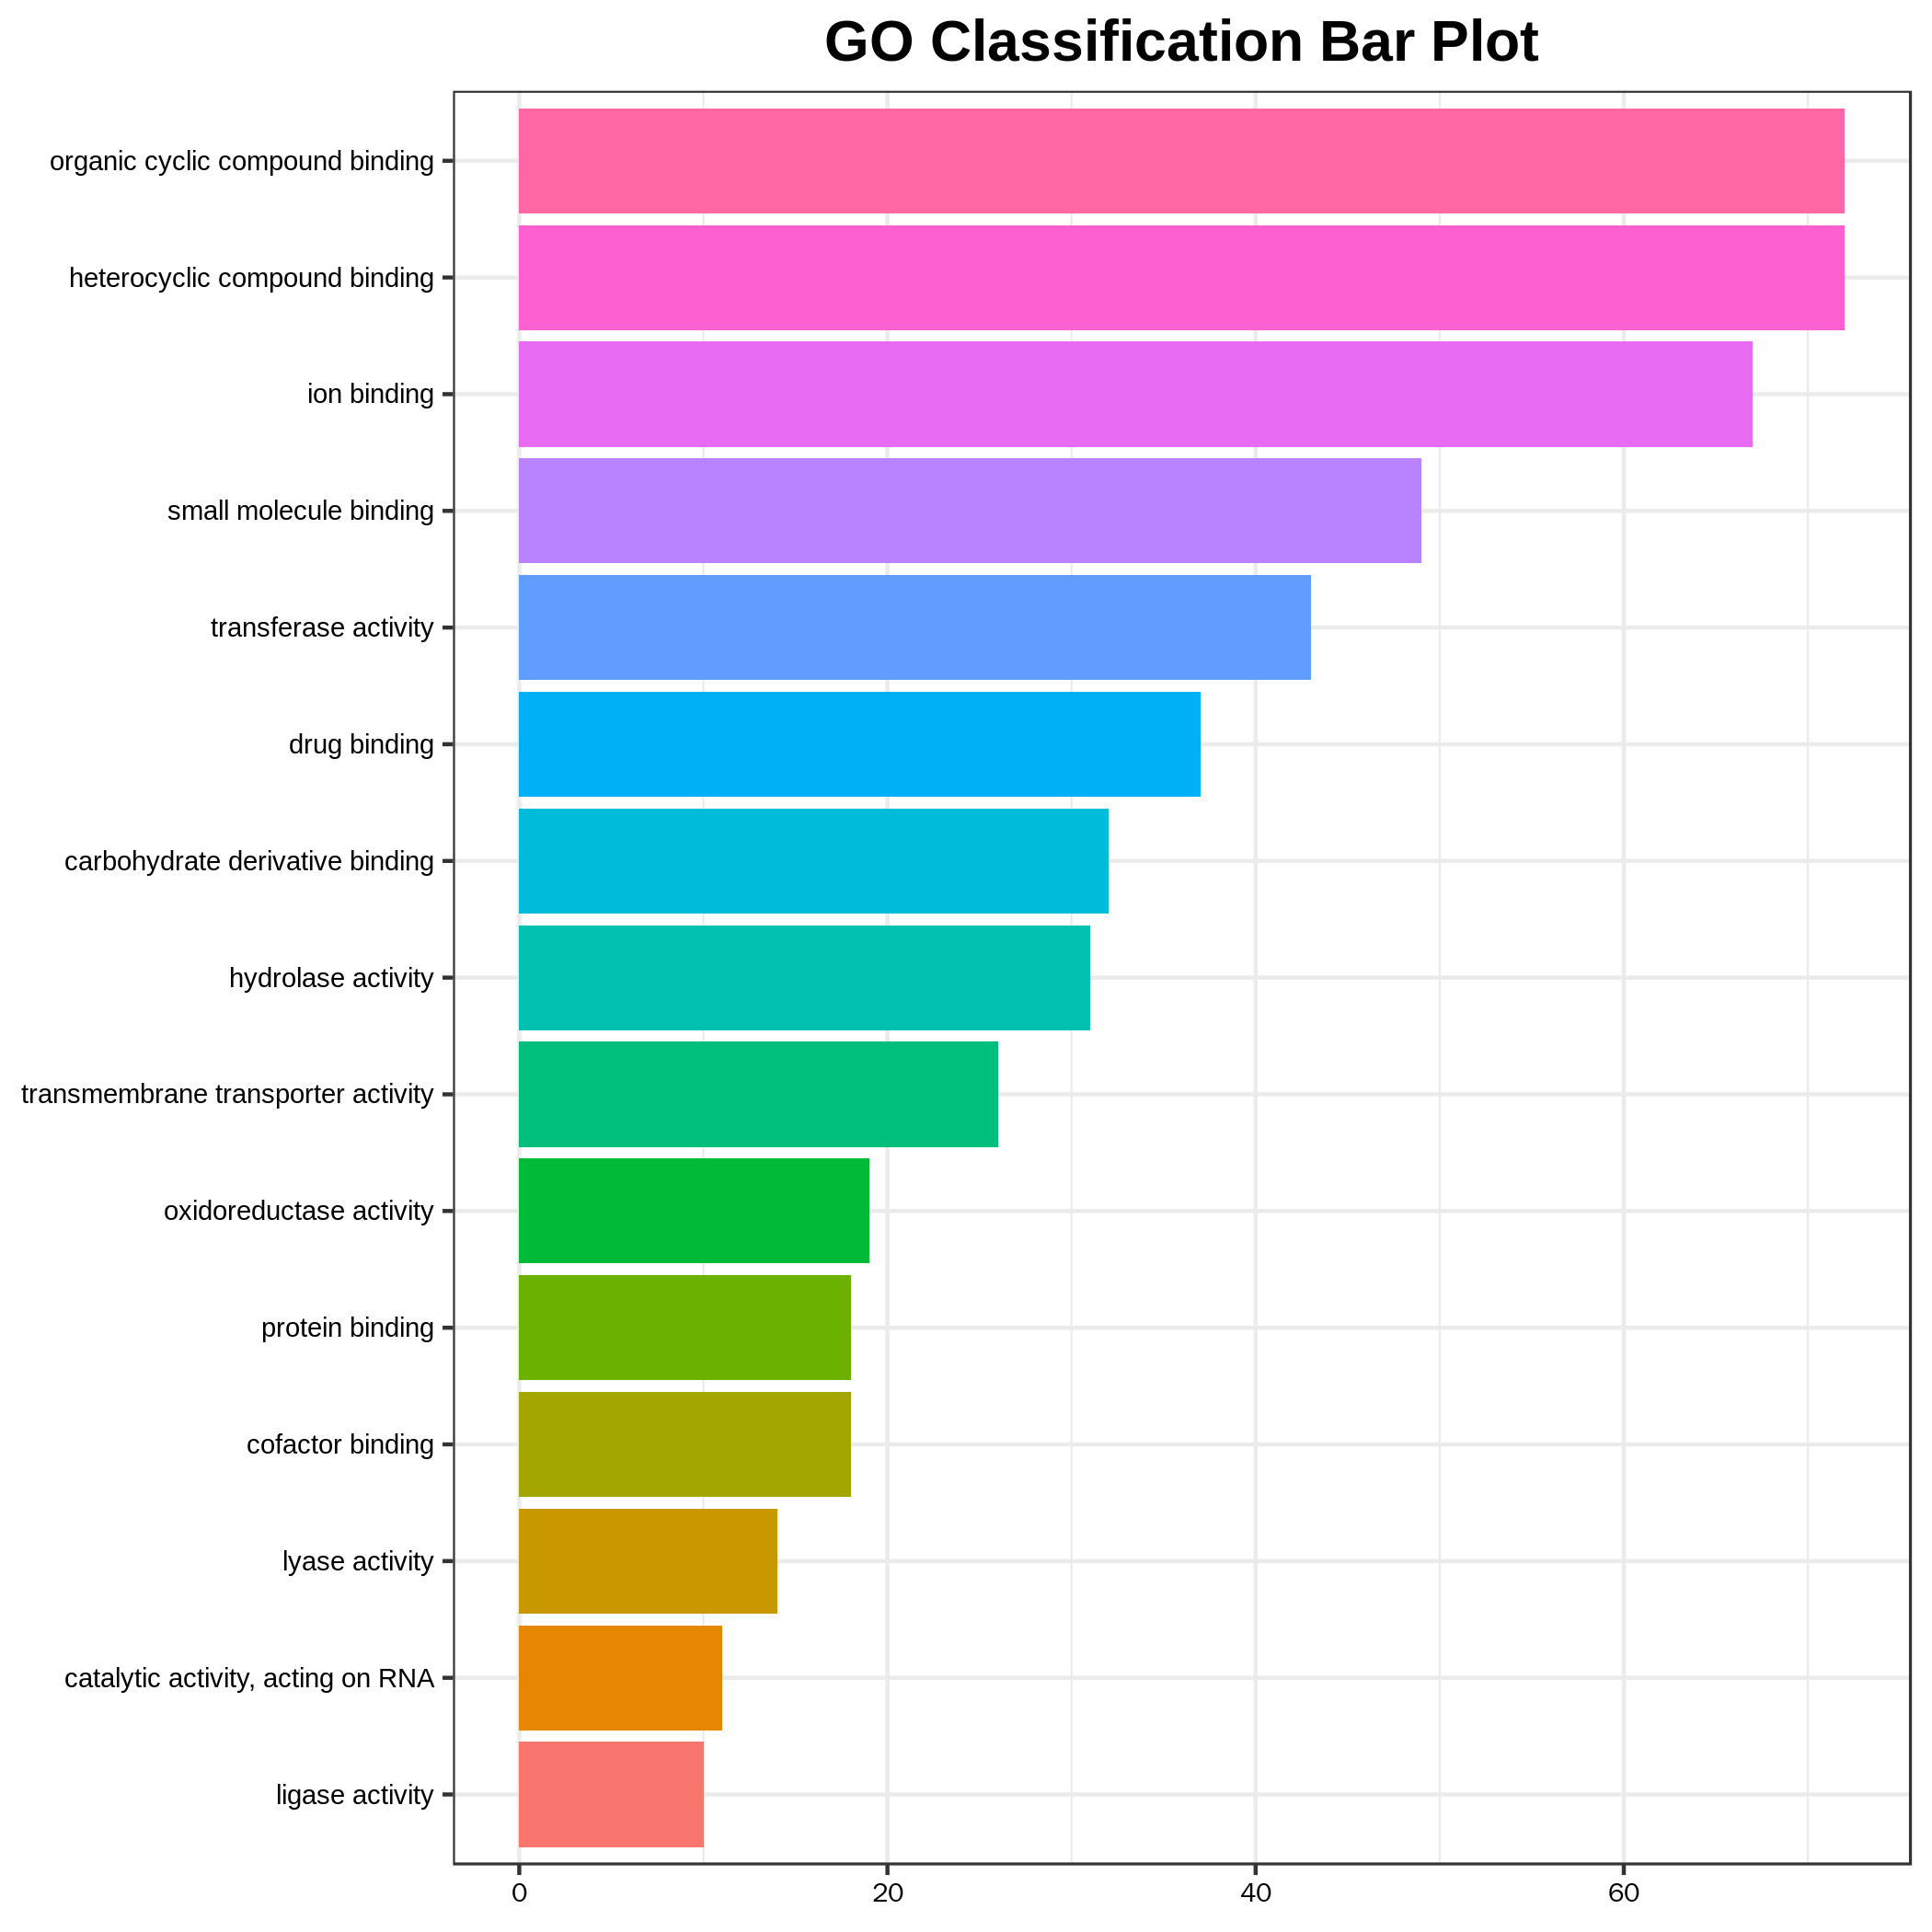 GO Classification Bar Plot
organic cyclic compound binding
heterocyclic compound binding
ion binding
small molecule binding
transferase activity
drug binding
carbohydrate derivative binding
hydrolase activity
transmembrane transporter activity
oxidoreductase activity
protein binding
cofactor binding
lyase activity
catalytic activity, acting on RNA
ligase activity
0 20 40 60